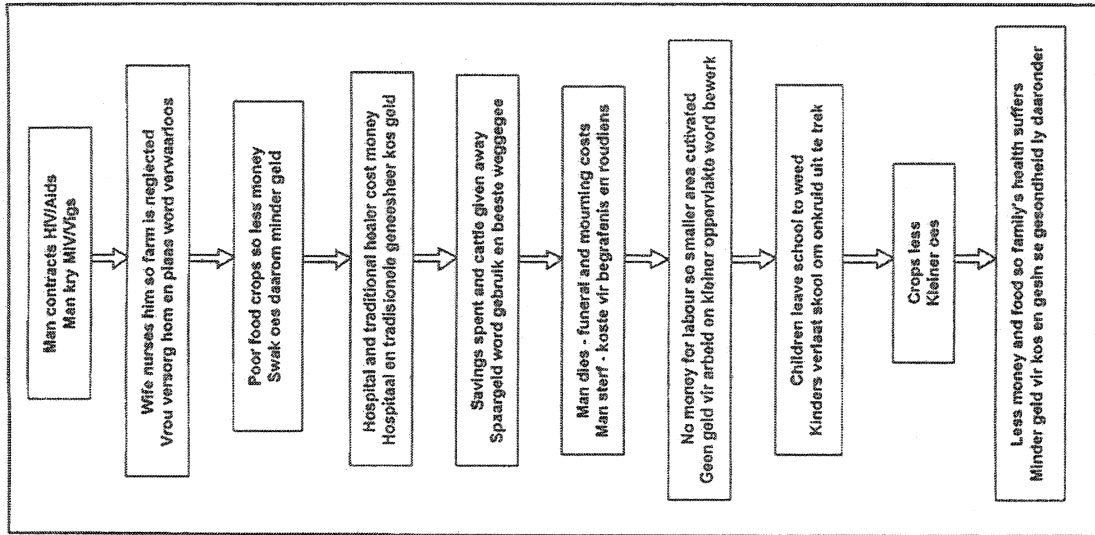 Man contracts HIV/Aids
Man kry MIV/Vigs
Wife nurses him so farm is neglected
Vrou versorg hom en plaas word verwaarloos
Poor food crops so less money
Swak oes daarom minder geld
Hospital and traditional healer cost money
Hospitaal en tradisionele geneesheer kos geld
Savings spent and cattle given away
Spaargeld word gebruik en beeste weggegee
Man dies - funeral and mourning costs
Man sterf - koste vir begrafenis en roudiens
No money for labour so smaller area cutivated
Geen geld vir arbeid en kleiner oppervlakte word bewerk
Children leave school to weed
Kinders verlaat skool om onkruid uit te trek
Crops less
Kleiner oes
Less money and food so family's health suffers
Minder geld vir kos en gesin se gesondheid ly daaronder